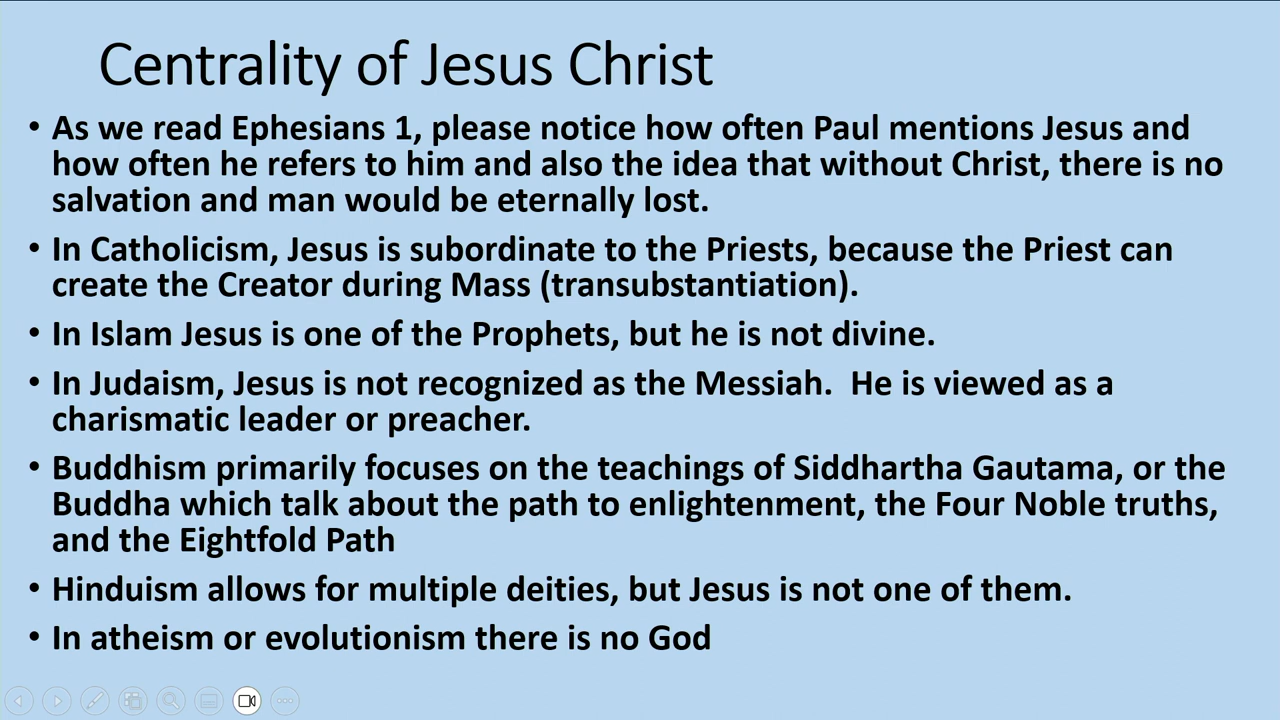 Centrality of Jesus Christ
• As we read Ephesians 1, please notice how often Paul mentions Jesus and
how often he refers to him and also the idea that without Christ, there is no
salvation and man would be eternally lost.
• In Catholicism, Jesus is subordinate to the Priests, because the Priest can
create the Creator during Mass (transubstantiation).
• In Islam Jesus is one of the Prophets, but he is not divine.
• In Judaism, Jesus is not recognized as the Messiah.  He is viewed as a
charismatic leader or preacher.
• Buddhism primarily focuses on the teachings of Siddhartha Gautama, or the
Buddha which talk about the path to enlightenment, the Four Noble truths,
and the Eightfold Path
• Hinduism allows for multiple deities, but Jesus is not one of them.
• In atheism or evolutionism there is no God